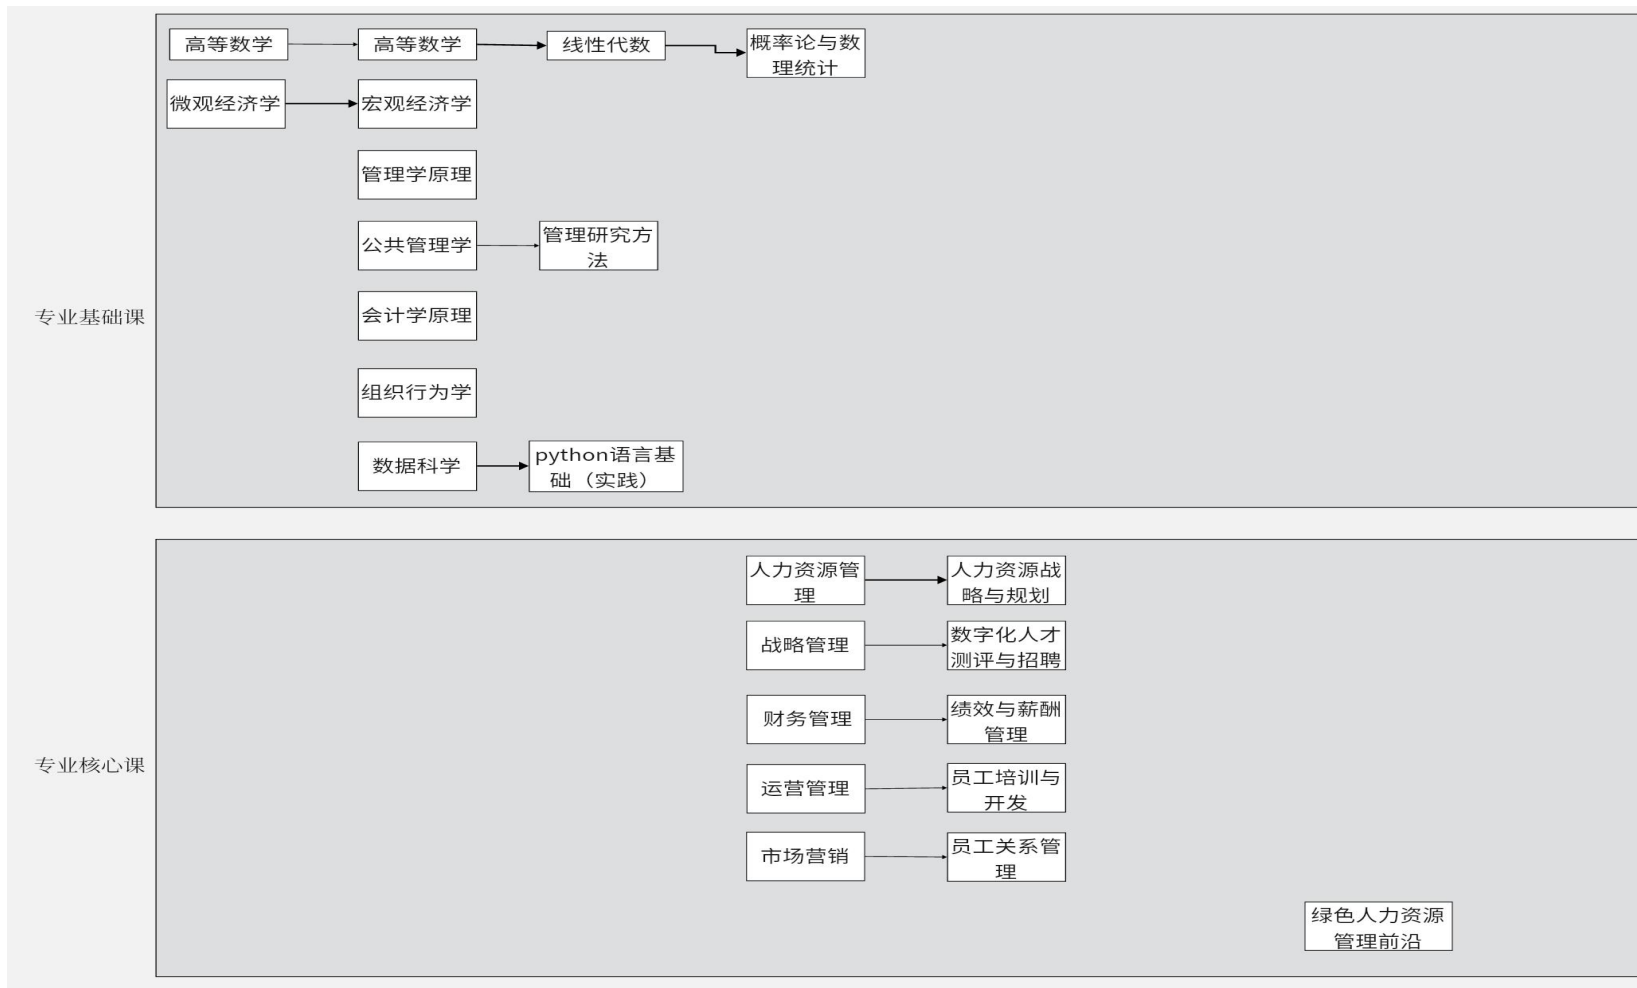 高等数学
高等数学
线性代数
概率论与数
理统计
微观经济学
宏观经济学
管理学原理
公共管理学
管理研究方
法
专业基础课
会计学原理
组织行为学
数据科学
python语言基
础（实践）
人力资源管
理
人力资源战
略与规划
战略管理
数字化人才
测评与招聘
财务管理
绩效与薪酬
管理
专业核心课
运营管理
员工培训与
开发
市场营销
员工关系管
理
绿色人力资源
管理前沿